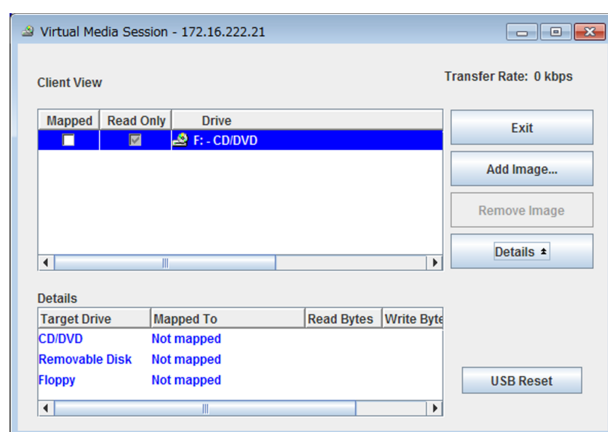 Virtual Media Session - 172.16.222.21
Client View
Transfer Rate: 0 kbps
Mapped Read Only Drive
F: - CD/DVD
Exit
Add Image...
Remove Image
Details
Details
Target Drive Mapped To Read Bytes Write Byte
CD/DVD Not mapped
Removable Disk Not mapped
Floppy Not mapped
USB Reset